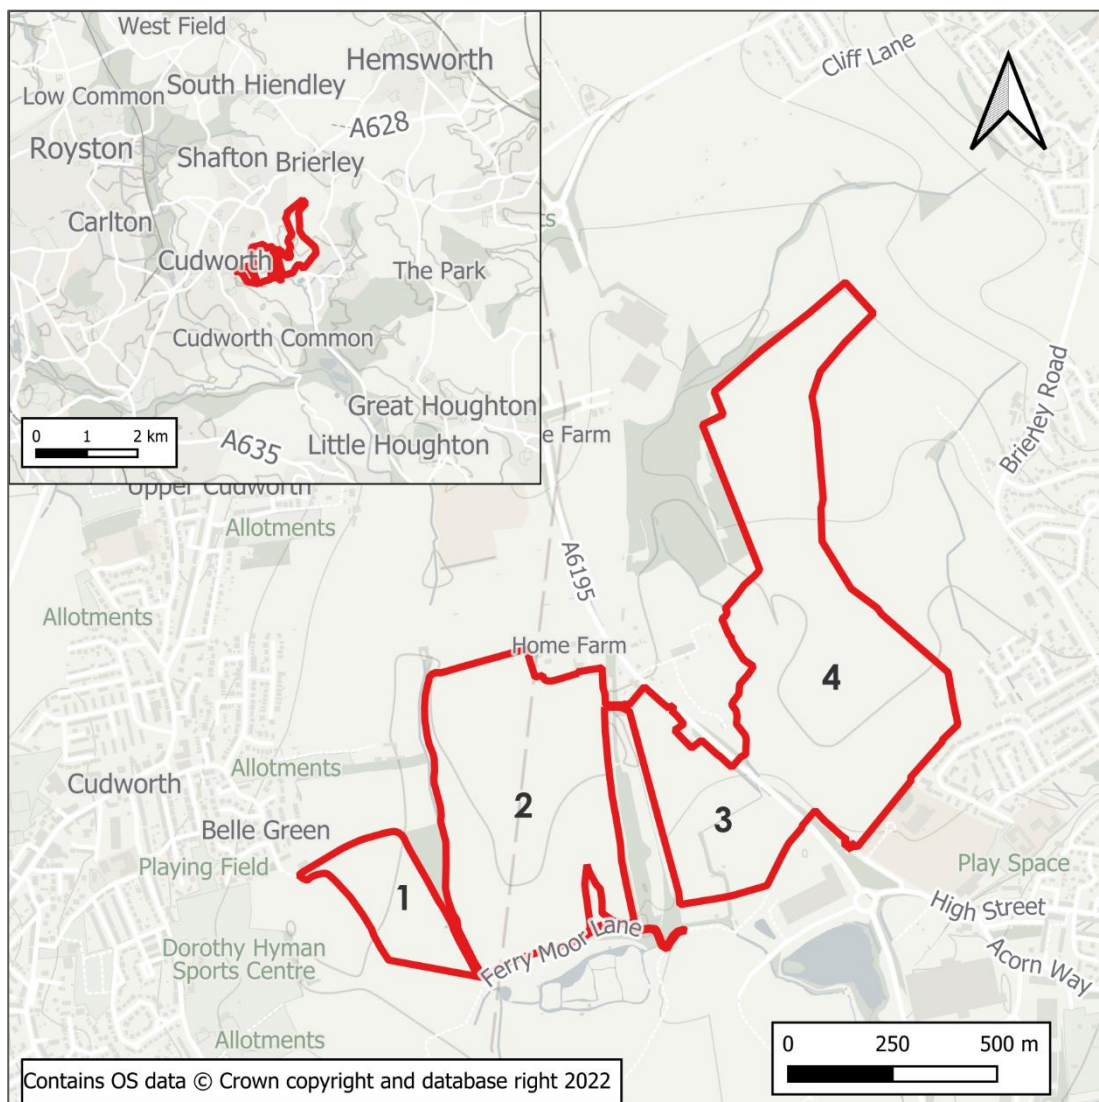 West Field
Hemsworth
South Hiendley
Low Common
A628
Royston
Shafton
Brierley
Carlton
Cudworth
The Park
Cudworth Common
Great Houghton
A635
Little Houghton
0 1 2 km
Cliff Lane
Brierley Road
e Farm
Allotments
A6195
Allotments
Home Farm
4
Cudworth
Allotments
2
3
Belle Green
Playing Field
1
Play Space
High Street
Ferry Moor Lane
Dorothy Hyman
Sports Centre
Acorn Way
Allotments
0 250 500 m
Contains OS data © Crown copyright and database right 2022